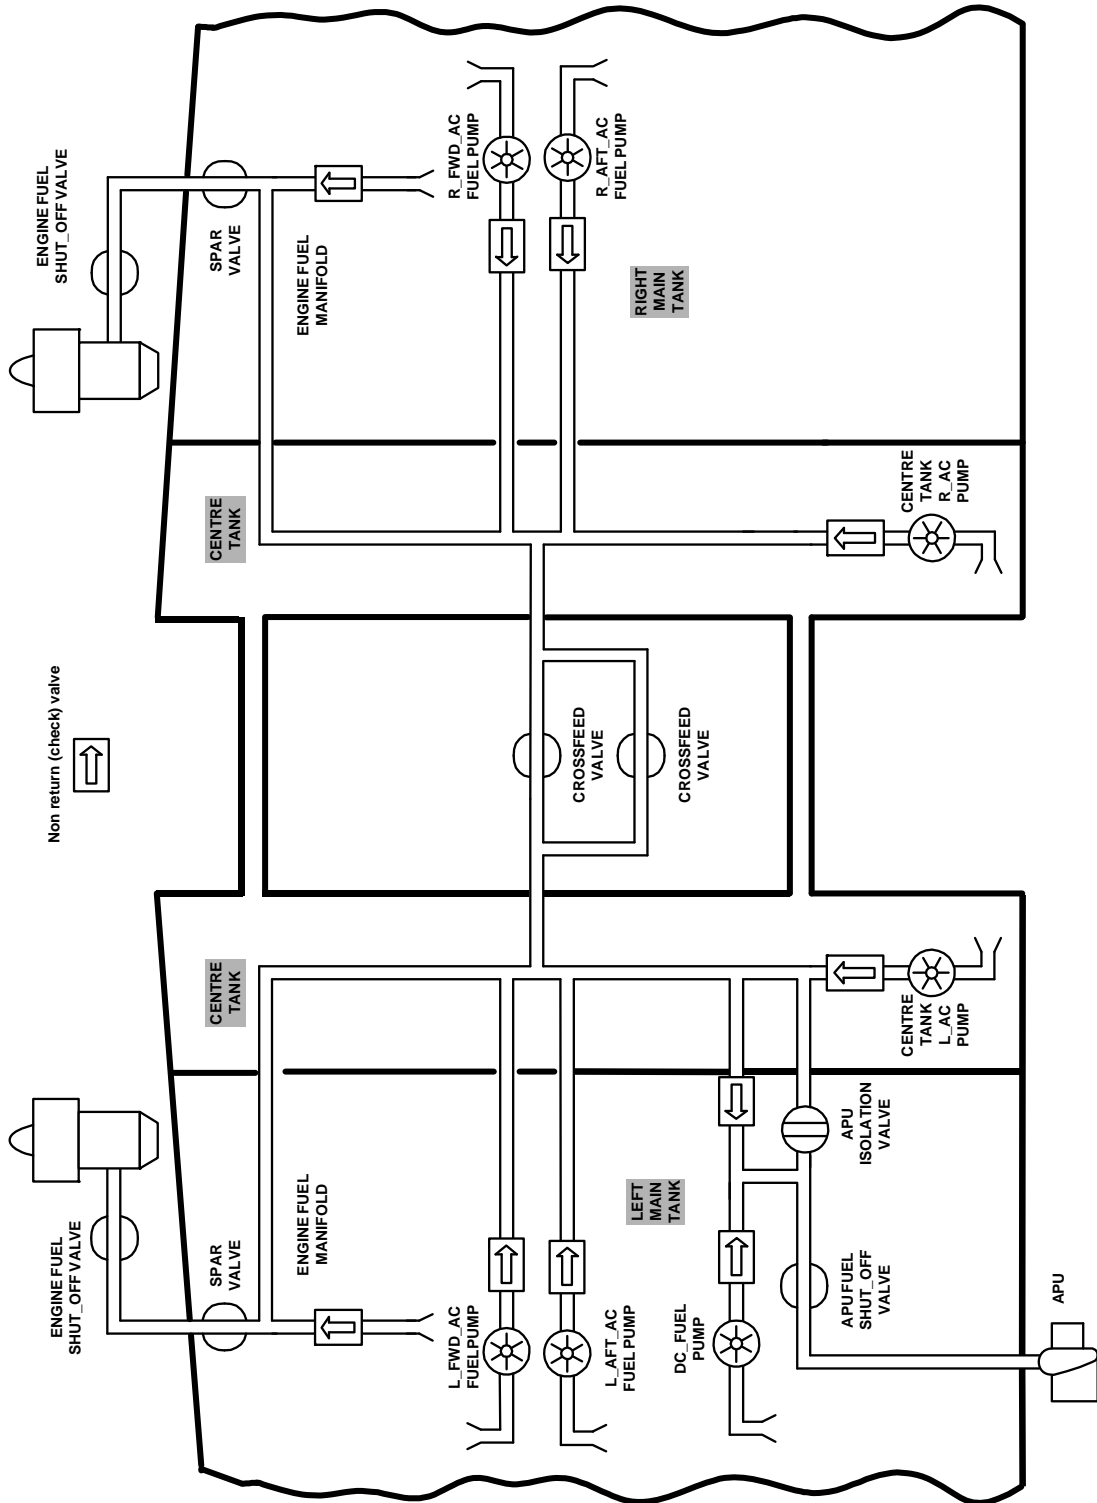 ENGINE FUEL
SHUT_OFF VALVE
SPAR
VALVE
ENGINE FUEL
MANIFOLD
R_FWD_AC
FUEL PUMP
R_AFT_AC
FUEL PUMP
RIGHT
MAIN
TANK
CENTRE
TANK
CENTRE
TANK
R_AC
PUMP
Non return (check) valve
CROSSFEED
VALVE
CROSSFEED
VALVE
CENTRE
TANK
CENTRE
TANK
L_AC
PUMP
ENGINE FUEL
SHUT_OFF VALVE
SPAR
VALVE
ENGINE FUEL
MANIFOLD
L_FWD_AC
FUELPUMP
L_AFT_AC
FUEL PUMP
LEFT
MAIN
TANK
DC_FUEL
PUMP
APU
ISOLATION
VALVE
APU FUEL
SHUT_OFF
VALVE
APU